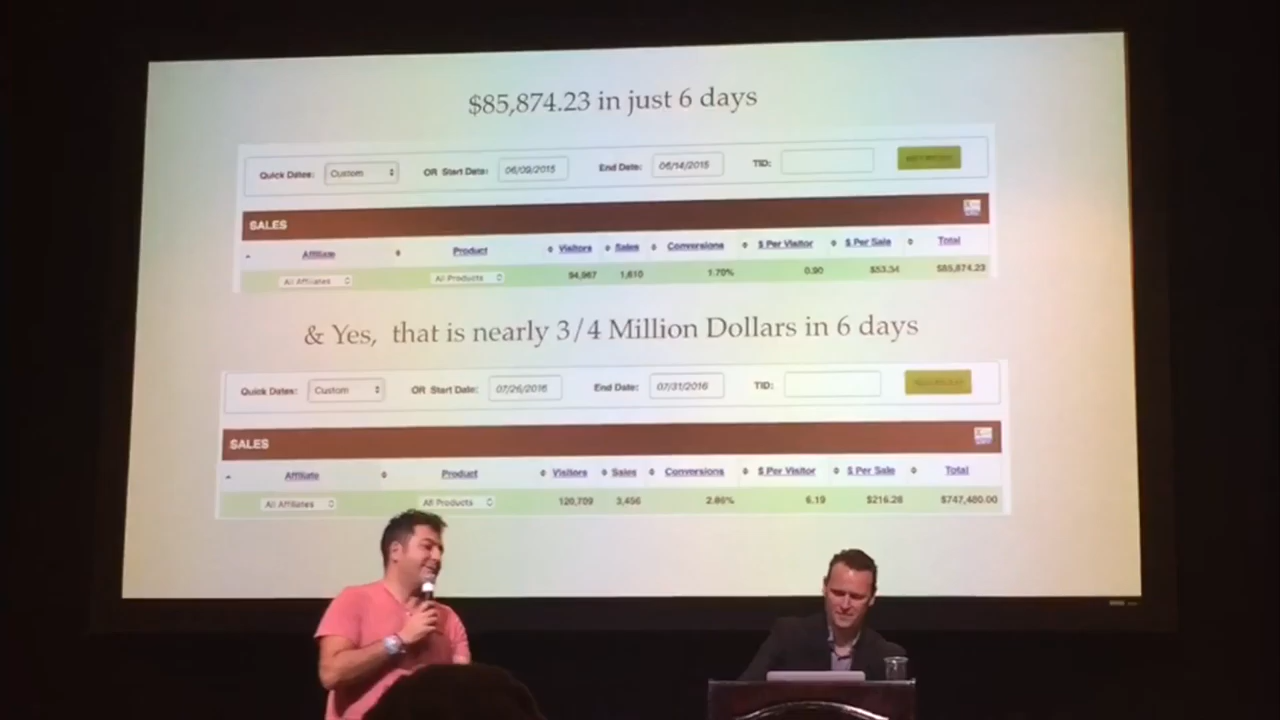 $85,874.23 in just 6 days
Quick Dates: Custom OR Start Date: 06/09/2015 End Date: 06/14/2015 TID:
SALES
Affiliate Product Visitors Sales Conversions $ Per Visitor $ Per Sale Total
All Affiliates All Products 94,967 1,610 1.70% 0.90 $53.34 $85,874.23
& Yes, that is nearly 3/4 Million Dollars in 6 days
Quick Dates: Custom OR Start Date: 07/26/2016 End Date: 07/31/2016 TID:
SALES
Affiliate Product Visitors Sales Conversions $ Per Visitor $ Per Sale Total
All Affiliates All Products 120,709 3,456 2.86% 6.19 $216.28 $747,480.00